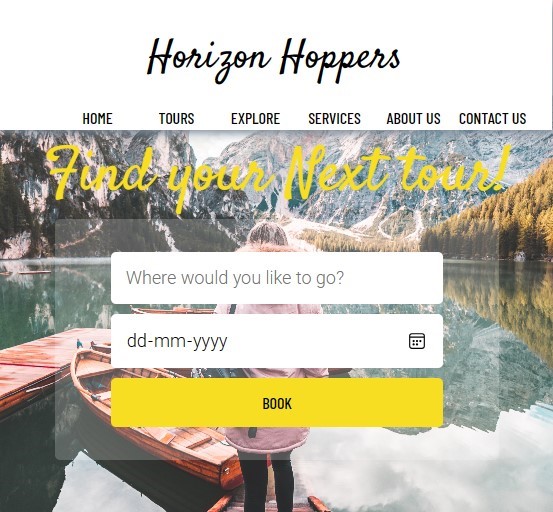 Horizon Hoppers
HOME TOURS EXPLORE SERVICES ABOUT US CONTACT US
Find your Next tour!
Where would you like to go?
dd-mm-yyyy
BOOK